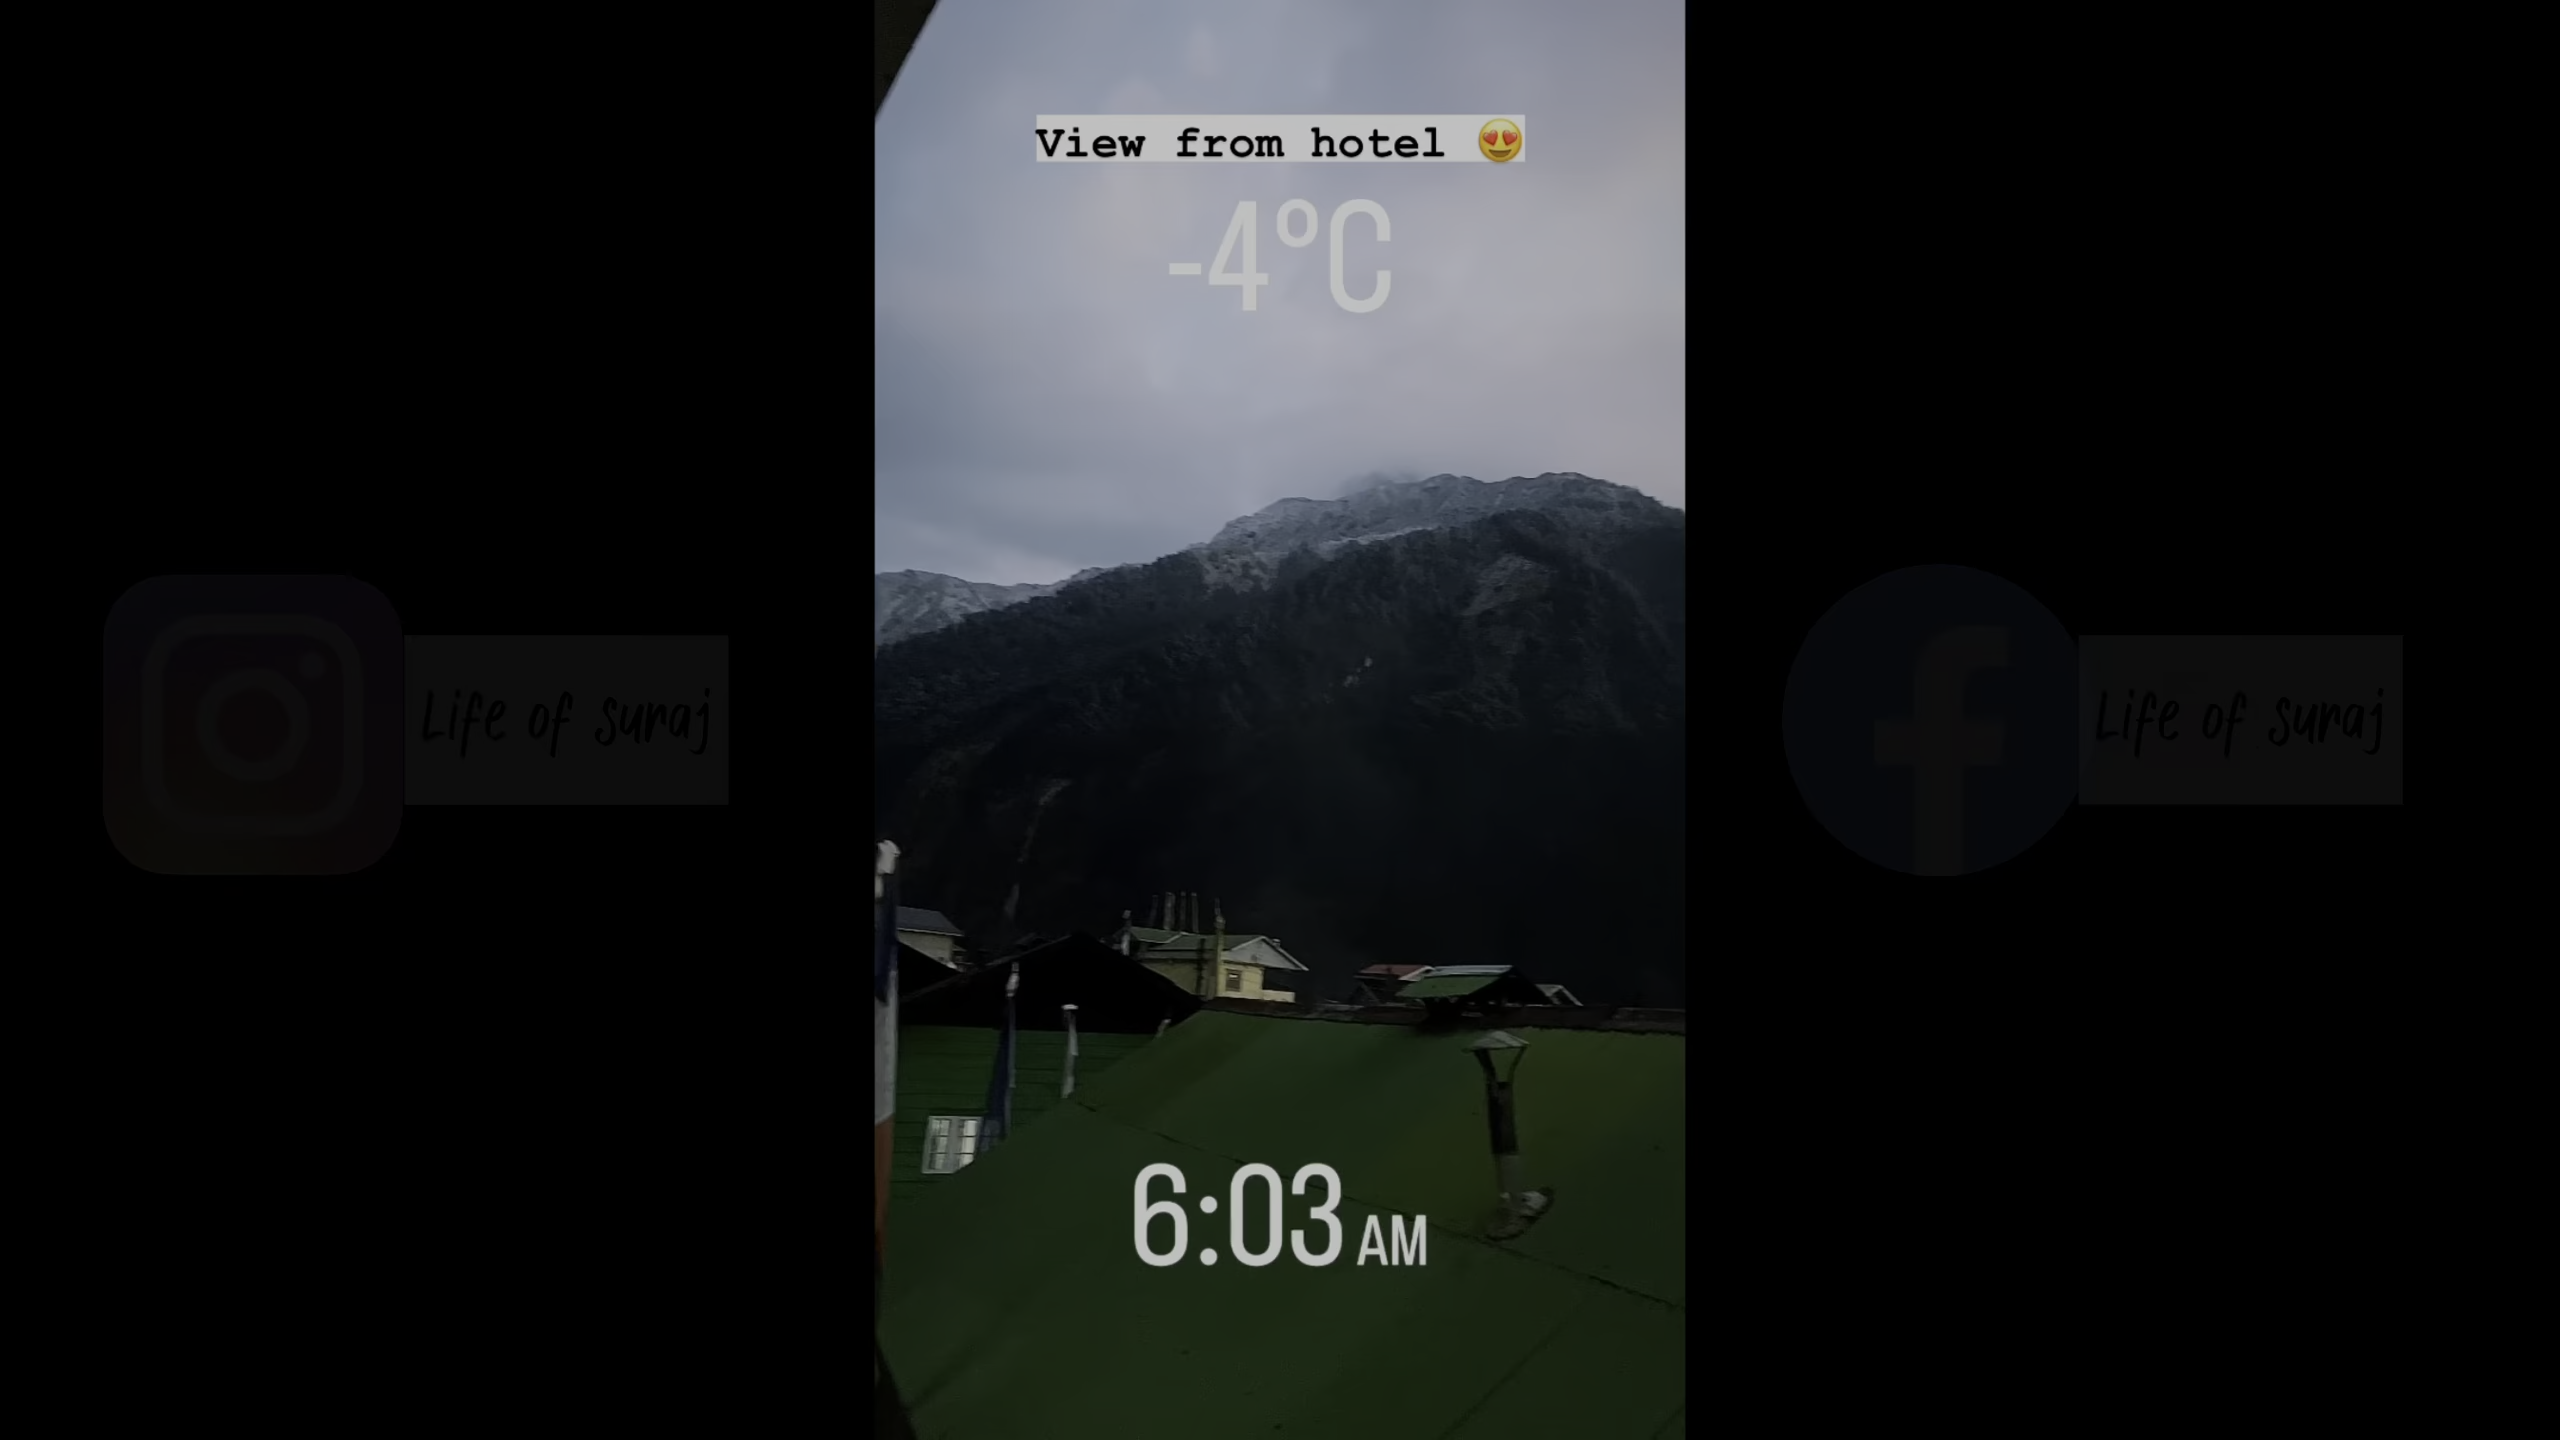 View from hotel 😍
-4°C
Life of suraj
Life of suraj
6:03 AM